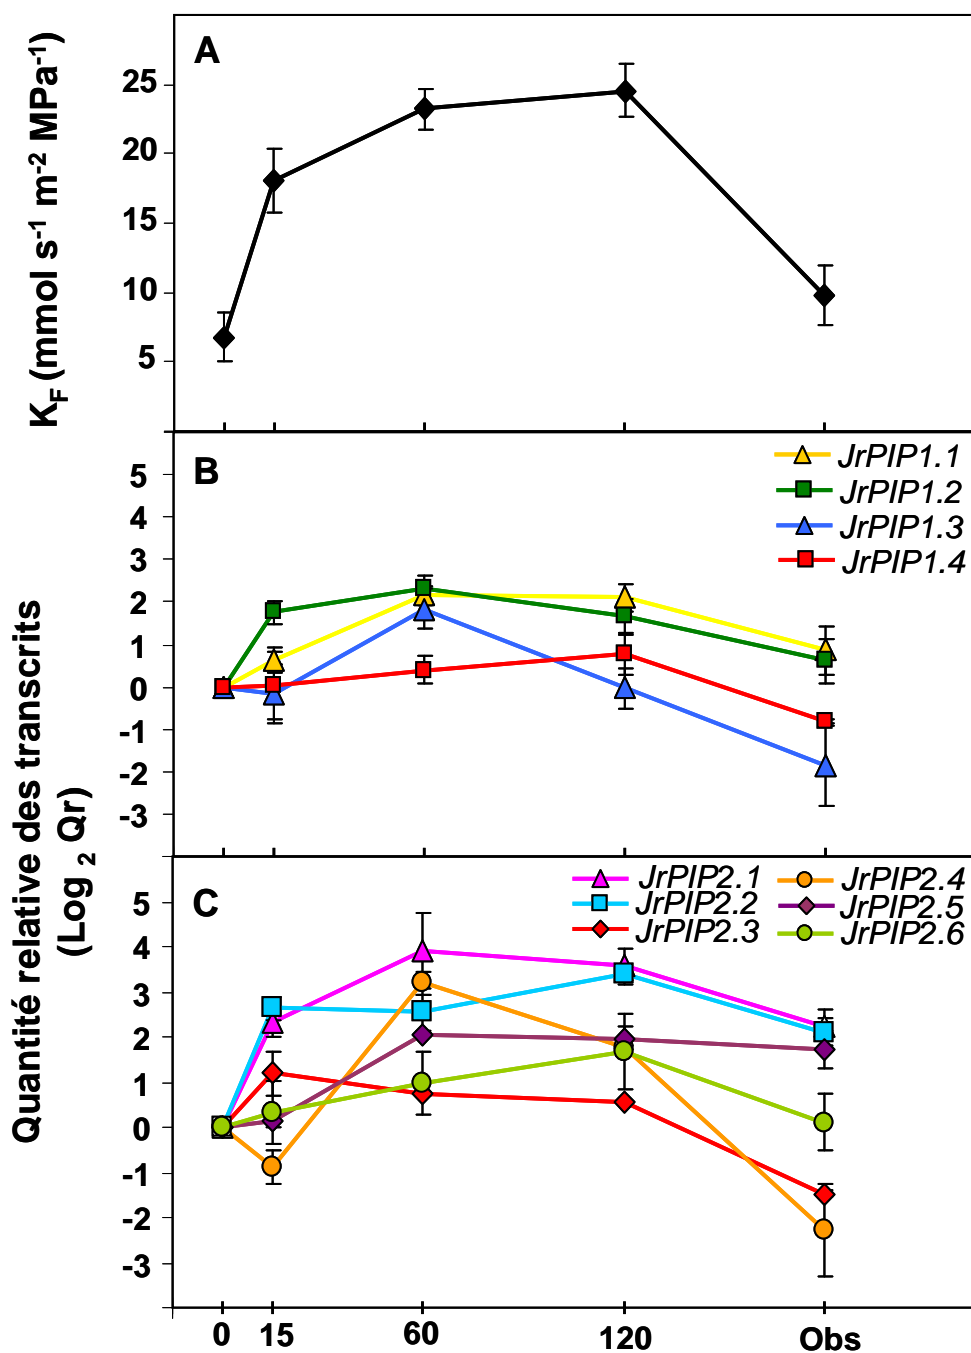 A
K_F (mmol s⁻¹ m⁻² MPa⁻¹)
25
20
15
10
5
B
JrPIP1.1
JrPIP1.2
JrPIP1.3
JrPIP1.4
5
4
3
2
1
0
-1
-2
-3
Quantité relative des transcrits
(Log ₂ Qr)
C
JrPIP2.1
JrPIP2.2
JrPIP2.3
JrPIP2.4
JrPIP2.5
JrPIP2.6
5
4
3
2
1
0
-1
-2
-3
0 15 60 120 Obs